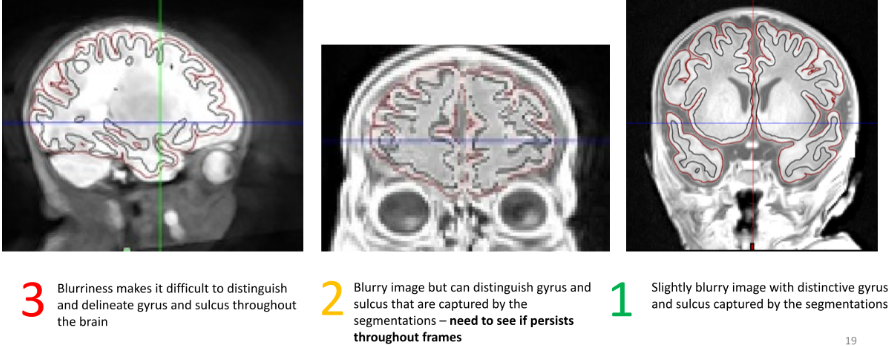 3
Blurriness makes it difficult to distinguish
and delineate gyrus and sulcus throughout
the brain
2
Blurry image but can distinguish gyrus and
sulcus that are captured by the
segmentations – need to see if persists
throughout frames
1
Slightly blurry image with distinctive gyrus
and sulcus captured by the segmentations
19